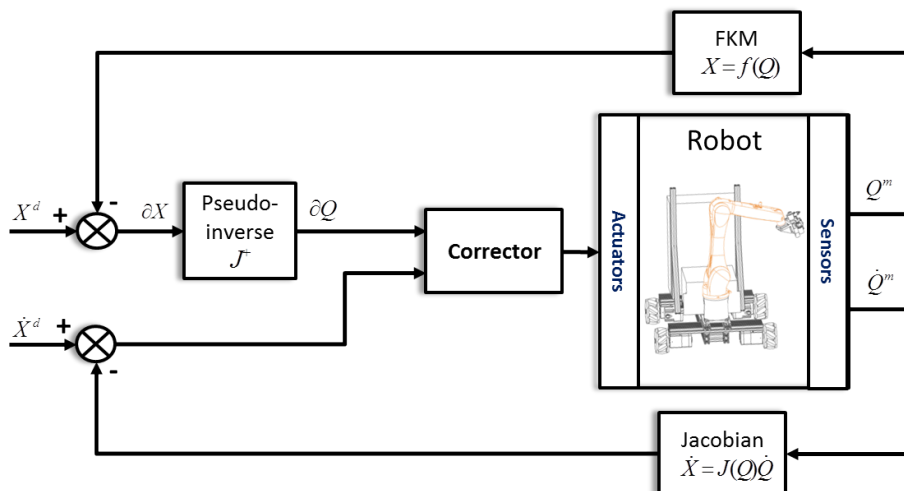 FKM
X = f(Q)
Robot
Actuators
Sensors
Q^m
Q̇^m
X^d
+
-
∂X
Pseudo-
inverse
J^+
∂Q
Corrector
Ẋ^d
+
-
Jacobian
Ẋ = J(Q)Q̇